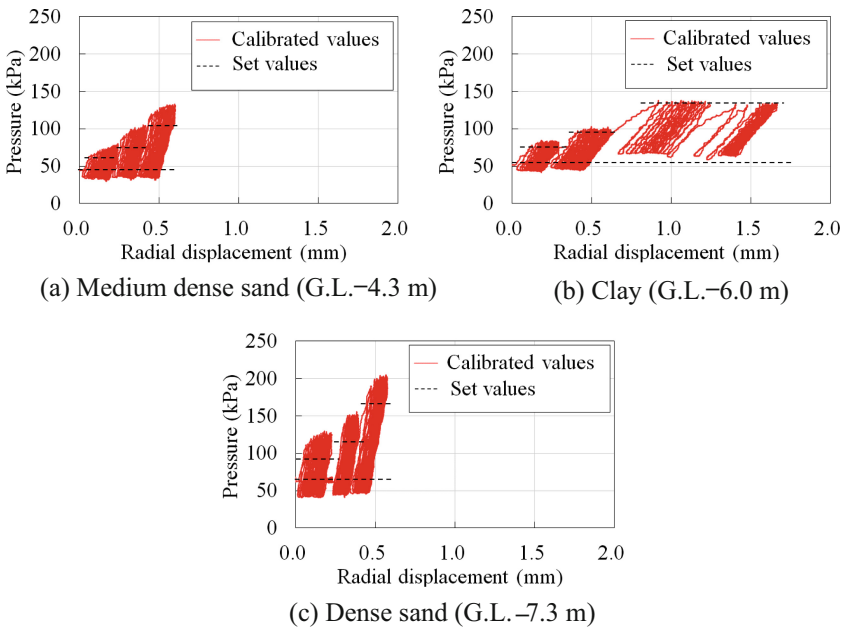 250
200
150
100
50
0
Pressure (kPa)
Calibrated values
Set values
0.0 0.5 1.0 1.5 2.0
Radial displacement (mm)
(a) Medium dense sand (G.L.−4.3 m)
250
200
150
100
50
0
Pressure (kPa)
Calibrated values
Set values
0.0 0.5 1.0 1.5 2.0
Radial displacement (mm)
(b) Clay (G.L.−6.0 m)
250
200
150
100
50
0
Pressure (kPa)
Calibrated values
Set values
0.0 0.5 1.0 1.5 2.0
Radial displacement (mm)
(c) Dense sand (G.L.−7.3 m)